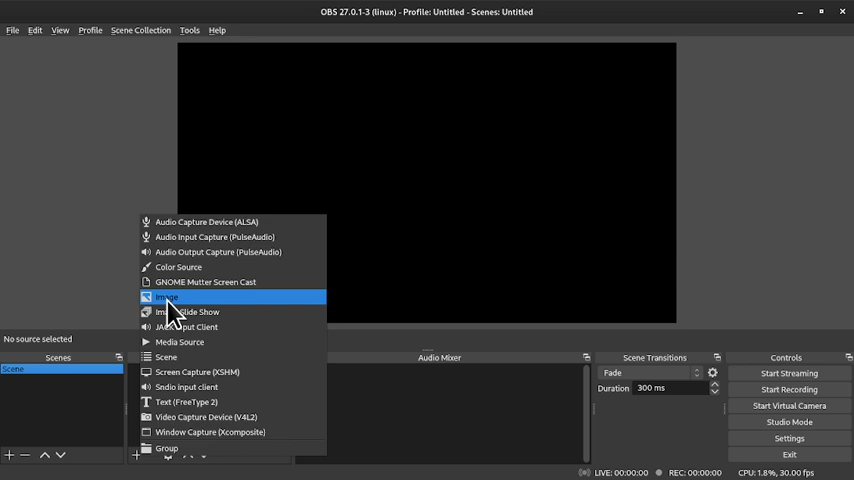 OBS 27.0.1-3 (linux) - Profile: Untitled - Scenes: Untitled
File Edit View Profile Scene Collection Tools Help
Audio Capture Device (ALSA)
Audio Input Capture (PulseAudio)
Audio Output Capture (PulseAudio)
Color Source
GNOME Mutter Screen Cast
Image
Slide Show
Client
Media Source
Scene
Screen Capture (XSHM)
Sndio input client
Text (FreeType 2)
Video Capture Device (V4L2)
Window Capture (Xcomposite)
Group
No source selected
Scenes
Scene
Audio Mixer
Scene Transitions
Fade
Duration 300 ms
Controls
Start Streaming
Start Recording
Start Virtual Camera
Studio Mode
Settings
Exit
LIVE: 00:00:00 REC: 00:00:00 CPU: 1.8%, 30.00 fps